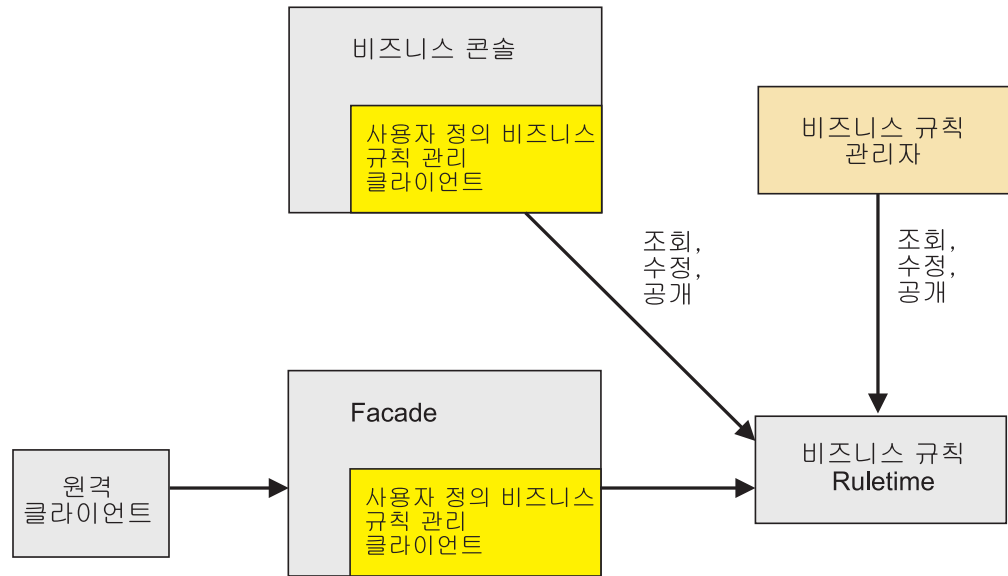 비즈니스 콘솔
사용자 정의 비즈니스
규칙 관리
클라이언트
비즈니스 규칙
관리자
조회,
수정,
공개
조회,
수정,
공개
Facade
사용자 정의 비즈니스
규칙 관리
클라이언트
원격
클라이언트
비즈니스 규칙
Ruletime